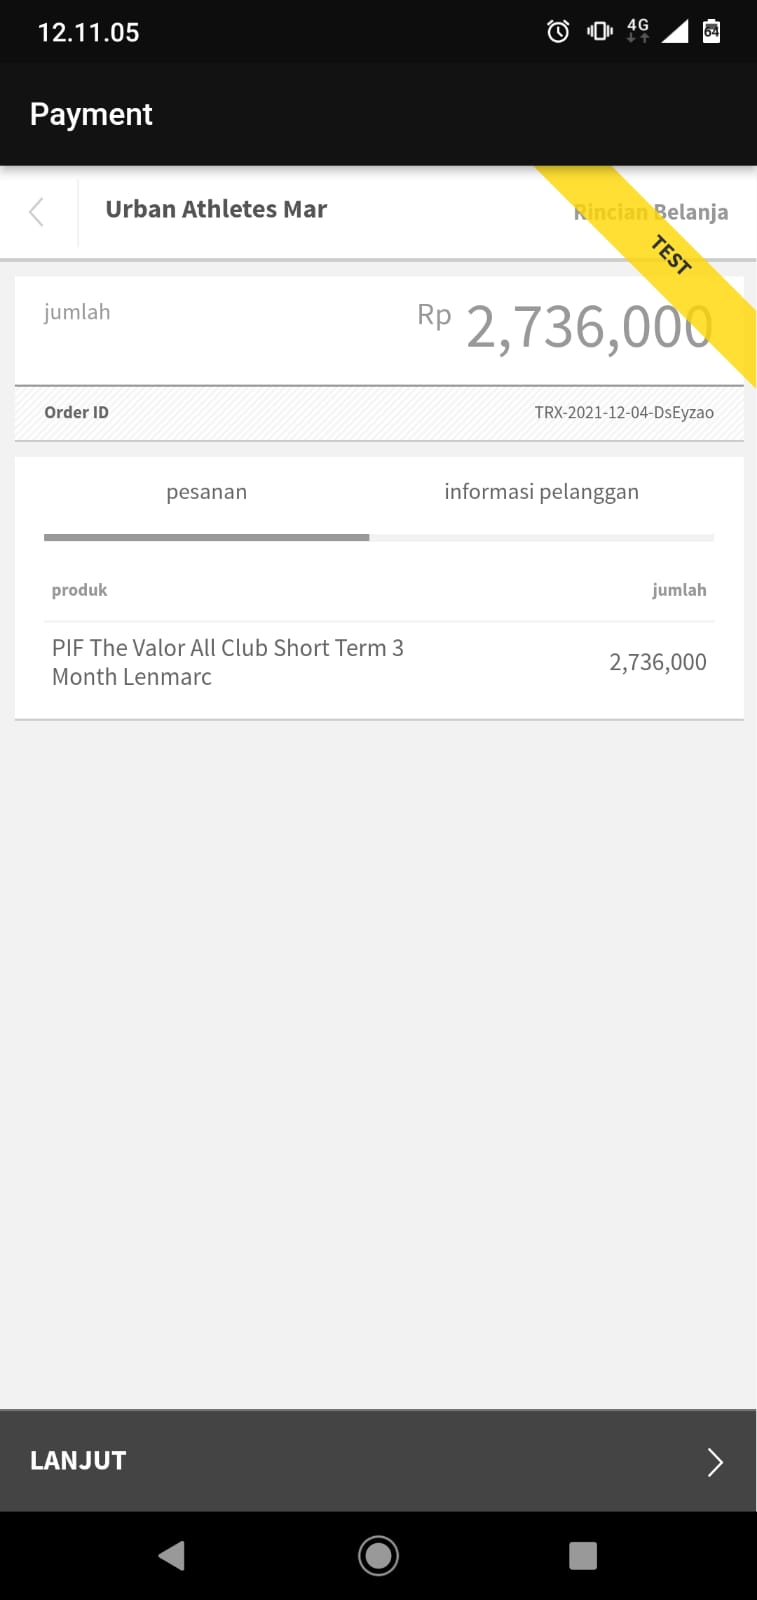 12.11.05
4G
64
Payment
Urban Athletes Mar
Rincian Belanja
TEST
jumlah
Rp 2,736,000
Order ID
TRX-2021-12-04-DsEyzao
pesanan
informasi pelanggan
produk
jumlah
PIF The Valor All Club Short Term 3
Month Lenmarc
2,736,000
LANJUT